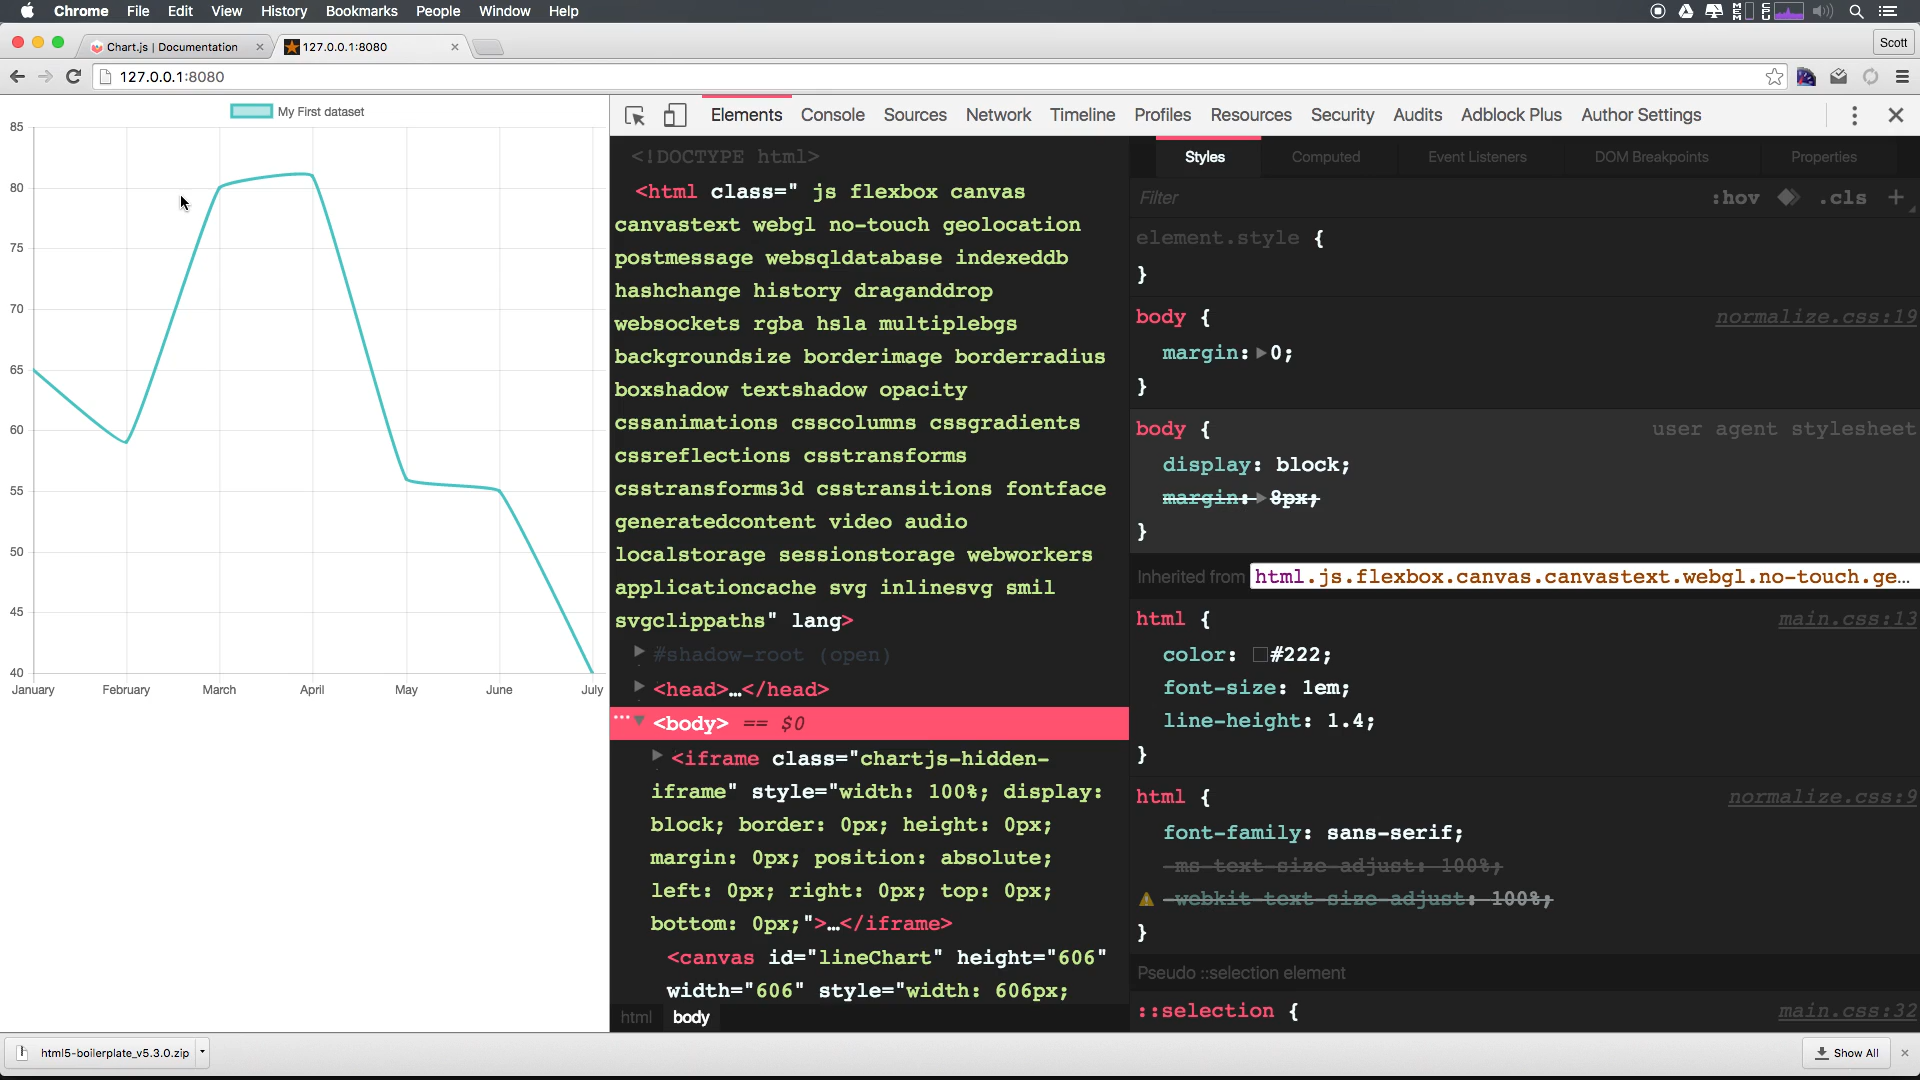 Chrome File Edit View History Bookmarks People Window Help
Chart.js | Documentation
127.0.0.1:8080
Scott
127.0.0.1:8080
My First dataset
85
80
75
70
65
60
55
50
45
40
January February March April May June July
Elements Console Sources Network Timeline Profiles Resources Security Audits Adblock Plus Author Settings
<!DOCTYPE html>
<html class=" js flexbox canvas
canvastext webgl no-touch geolocation
postmessage websqldatabase indexeddb
hashchange history draganddrop
websockets rgba hsla multiplebgs
backgroundsize borderimage borderradius
boxshadow textshadow opacity
cssanimations csscolumns cssgradients
cssreflections csstransforms
csstransforms3d csstransitions fontface
generatedcontent video audio
localstorage sessionstorage webworkers
applicationcache svg inlinesvg smil
svgclippaths" lang>
#shadow-root (open)
<head>…</head>
<body> == $0
<iframe class="chartjs-hidden-
iframe" style="width: 100%; display:
block; border: 0px; height: 0px;
margin: 0px; position: absolute;
left: 0px; right: 0px; top: 0px;
bottom: 0px;">…</iframe>
<canvas id="lineChart" height="606"
width="606" style="width: 606px;
html body
Styles Computed Event Listeners DOM Breakpoints Properties
Filter :hov .cls +
element.style {
}
body { normalize.css:19
margin: 0;
}
body { user agent stylesheet
display: block;
margin: 8px;
}
Inherited from html.js.flexbox.canvas.canvastext.webgl.no-touch.ge…
html { main.css:13
color: #222;
font-size: 1em;
line-height: 1.4;
}
html { normalize.css:9
font-family: sans-serif;
-ms-text-size-adjust: 100%;
-webkit-text-size-adjust: 100%;
}
Pseudo ::selection element
::selection { main.css:32
html5-boilerplate_v5.3.0.zip
Show All